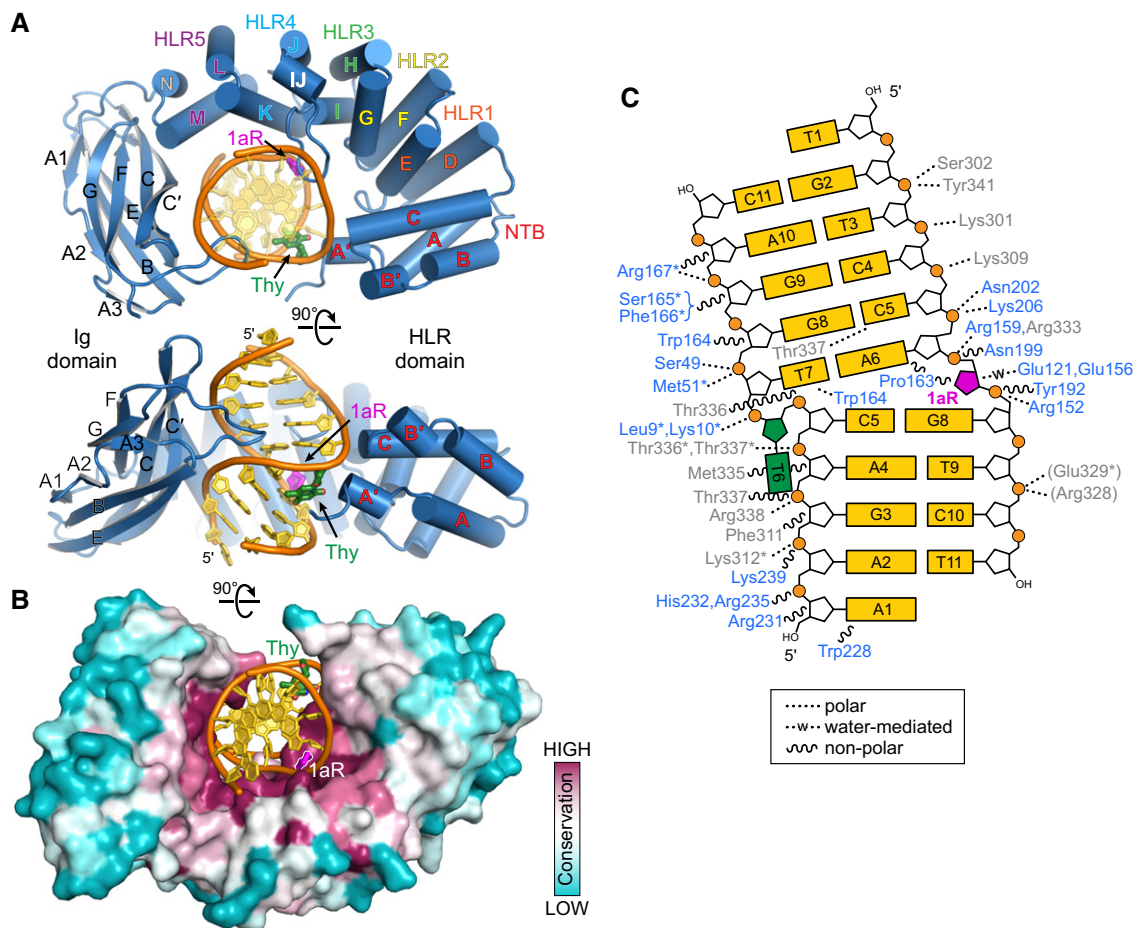 A
HLR5
HLR4
HLR3
HLR2
HLR1
N
L
J
IJ
H
M
K
I
G
F
E
D
1aR
A1
G
F
C
E
C′
A2
B
A3
C
A
B
A′
B′
NTB
Thy
90°
Ig
domain
HLR
domain
5′
F
G
A3
C′
C
A2
A1
B
E
1aR
C
B′
B
A′
A
5′
Thy
B
90°
Thy
1aR
HIGH
Conservation
LOW
C
5′
OH
T1
Ser302
Tyr341
HO
C11
G2
A10
T3
Lys301
Arg167*
G9
C4
Lys309
Ser165*
Phe166*
Asn202
Lys206
Trp164
G8
C5
Thr337
Arg159,Arg333
Asn199
Ser49
Met51*
T7
A6
Pro163
w
Glu121,Glu156
1aR
Tyr192
Arg152
Thr336
Trp164
Leu9*,Lys10*
C5
G8
Thr336*,Thr337*
Met335
T6
A4
T9
(Glu329*)
(Arg328)
Thr337
Arg338
Phe311
G3
C10
Lys312*
Lys239
A2
T11
His232,Arg235
Arg231
OH
HO
A1
5′
Trp228
polar
w water-mediated
non-polar